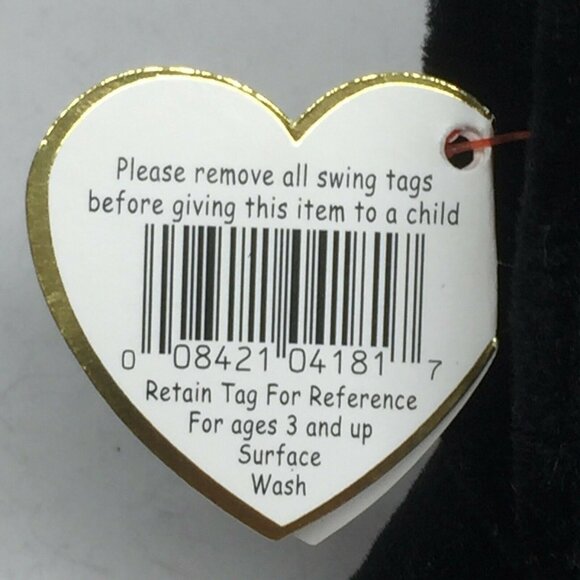 Please remove all swing tags
before giving this item to a child
0 08421 04181 7
Retain Tag For Reference
For ages 3 and up
Surface
Wash